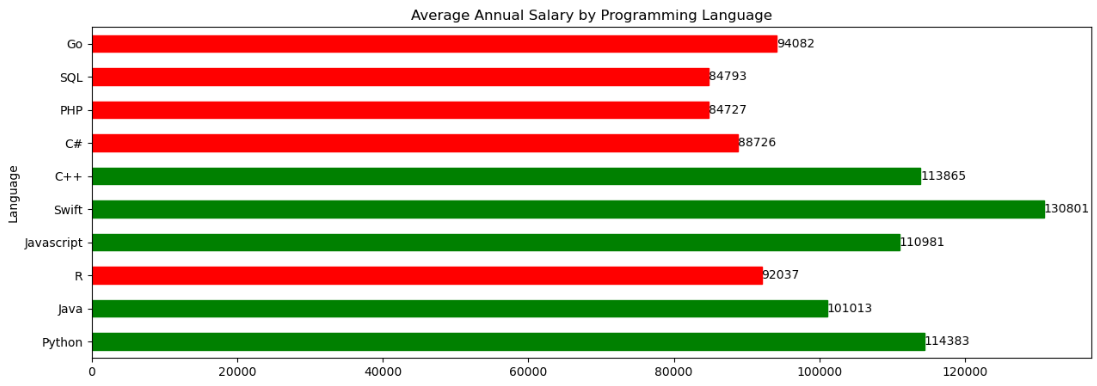 Average Annual Salary by Programming Language
Language
Go 94082
SQL 84793
PHP 84727
C# 88726
C++ 113865
Swift 130801
Javascript 110981
R 92037
Java 101013
Python 114383
0 20000 40000 60000 80000 100000 120000